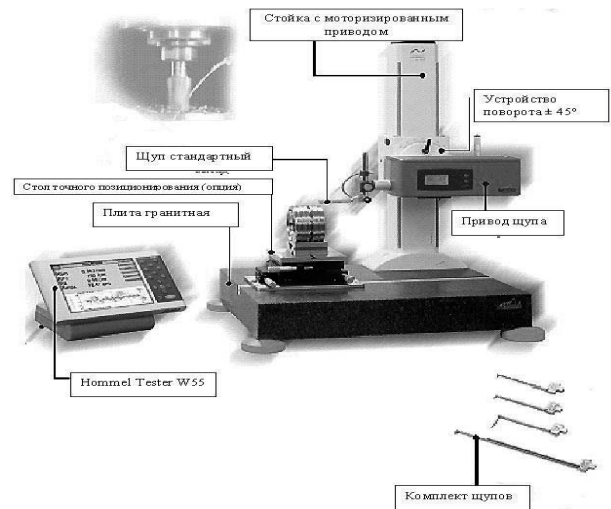 Стойка с моторизированным
приводом
Устройство
поворота ± 45°
Щуп стандартный
Стол точного позиционирования (опция)
Плита гранитная
Привод щупа
Hommel Tester W55
Комплект щупов